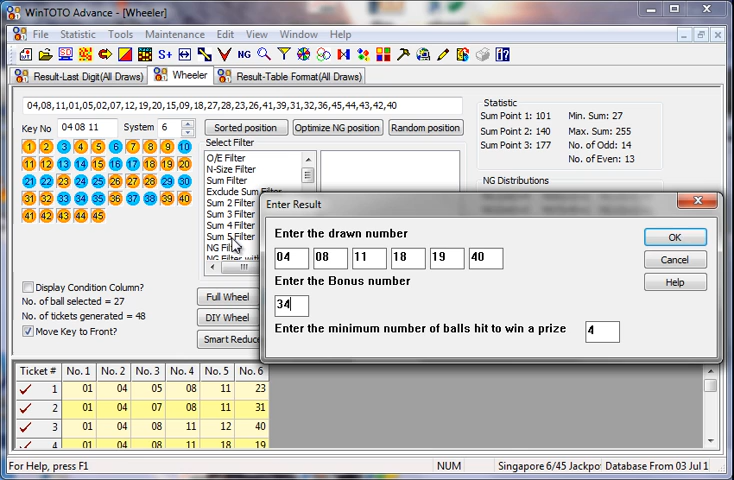 WinTOTO Advance - [Wheeler]
File Statistic Tools Maintenance Edit View Window Help
S+ NG
Result-Last Digit(All Draws) Wheeler Result-Table Format(All Draws)
04,08,11,01,05,02,07,12,19,20,15,09,18,27,28,23,26,41,39,31,32,36,45,44,43,42,40
Key No 04 08 11 System 6
Sorted position Optimize NG position Random position
1 2 3 4 5 6 7 8 9 10
11 12 13 14 15 16 17 18 19 20
21 22 23 24 25 26 27 28 29 30
31 32 33 34 35 36 37 38 39 40
41 42 43 44 45
Select Filter
O/E Filter
N-Size Filter
Sum Filter
Exclude Sum Filter
Sum 2 Filter
Sum 3 Filter
Sum 4 Filter
Sum 5 Filter
NG Filter
Statistic
Sum Point 1: 101 Min. Sum: 27
Sum Point 2: 140 Max. Sum: 255
Sum Point 3: 177 No. of Odd: 14
No. of Even: 13
NG Distributions
Display Condition Column?
No. of ball selected = 27
No. of tickets generated = 48
Move Key to Front?
Full Wheel
DIY Wheel
Smart Reduce
Enter Result
Enter the drawn number
04 08 11 18 19 40
Enter the Bonus number
34
Enter the minimum number of balls hit to win a prize 4
OK
Cancel
Help
Ticket # No. 1 No. 2 No. 3 No. 4 No. 5 No. 6
1 01 04 05 08 11 23
2 01 04 07 08 11 31
3 01 04 08 11 12 40
4 01 04 08 11 18 19
For Help, press F1 NUM Singapore 6/45 Jackpo Database From 03 Jul 1